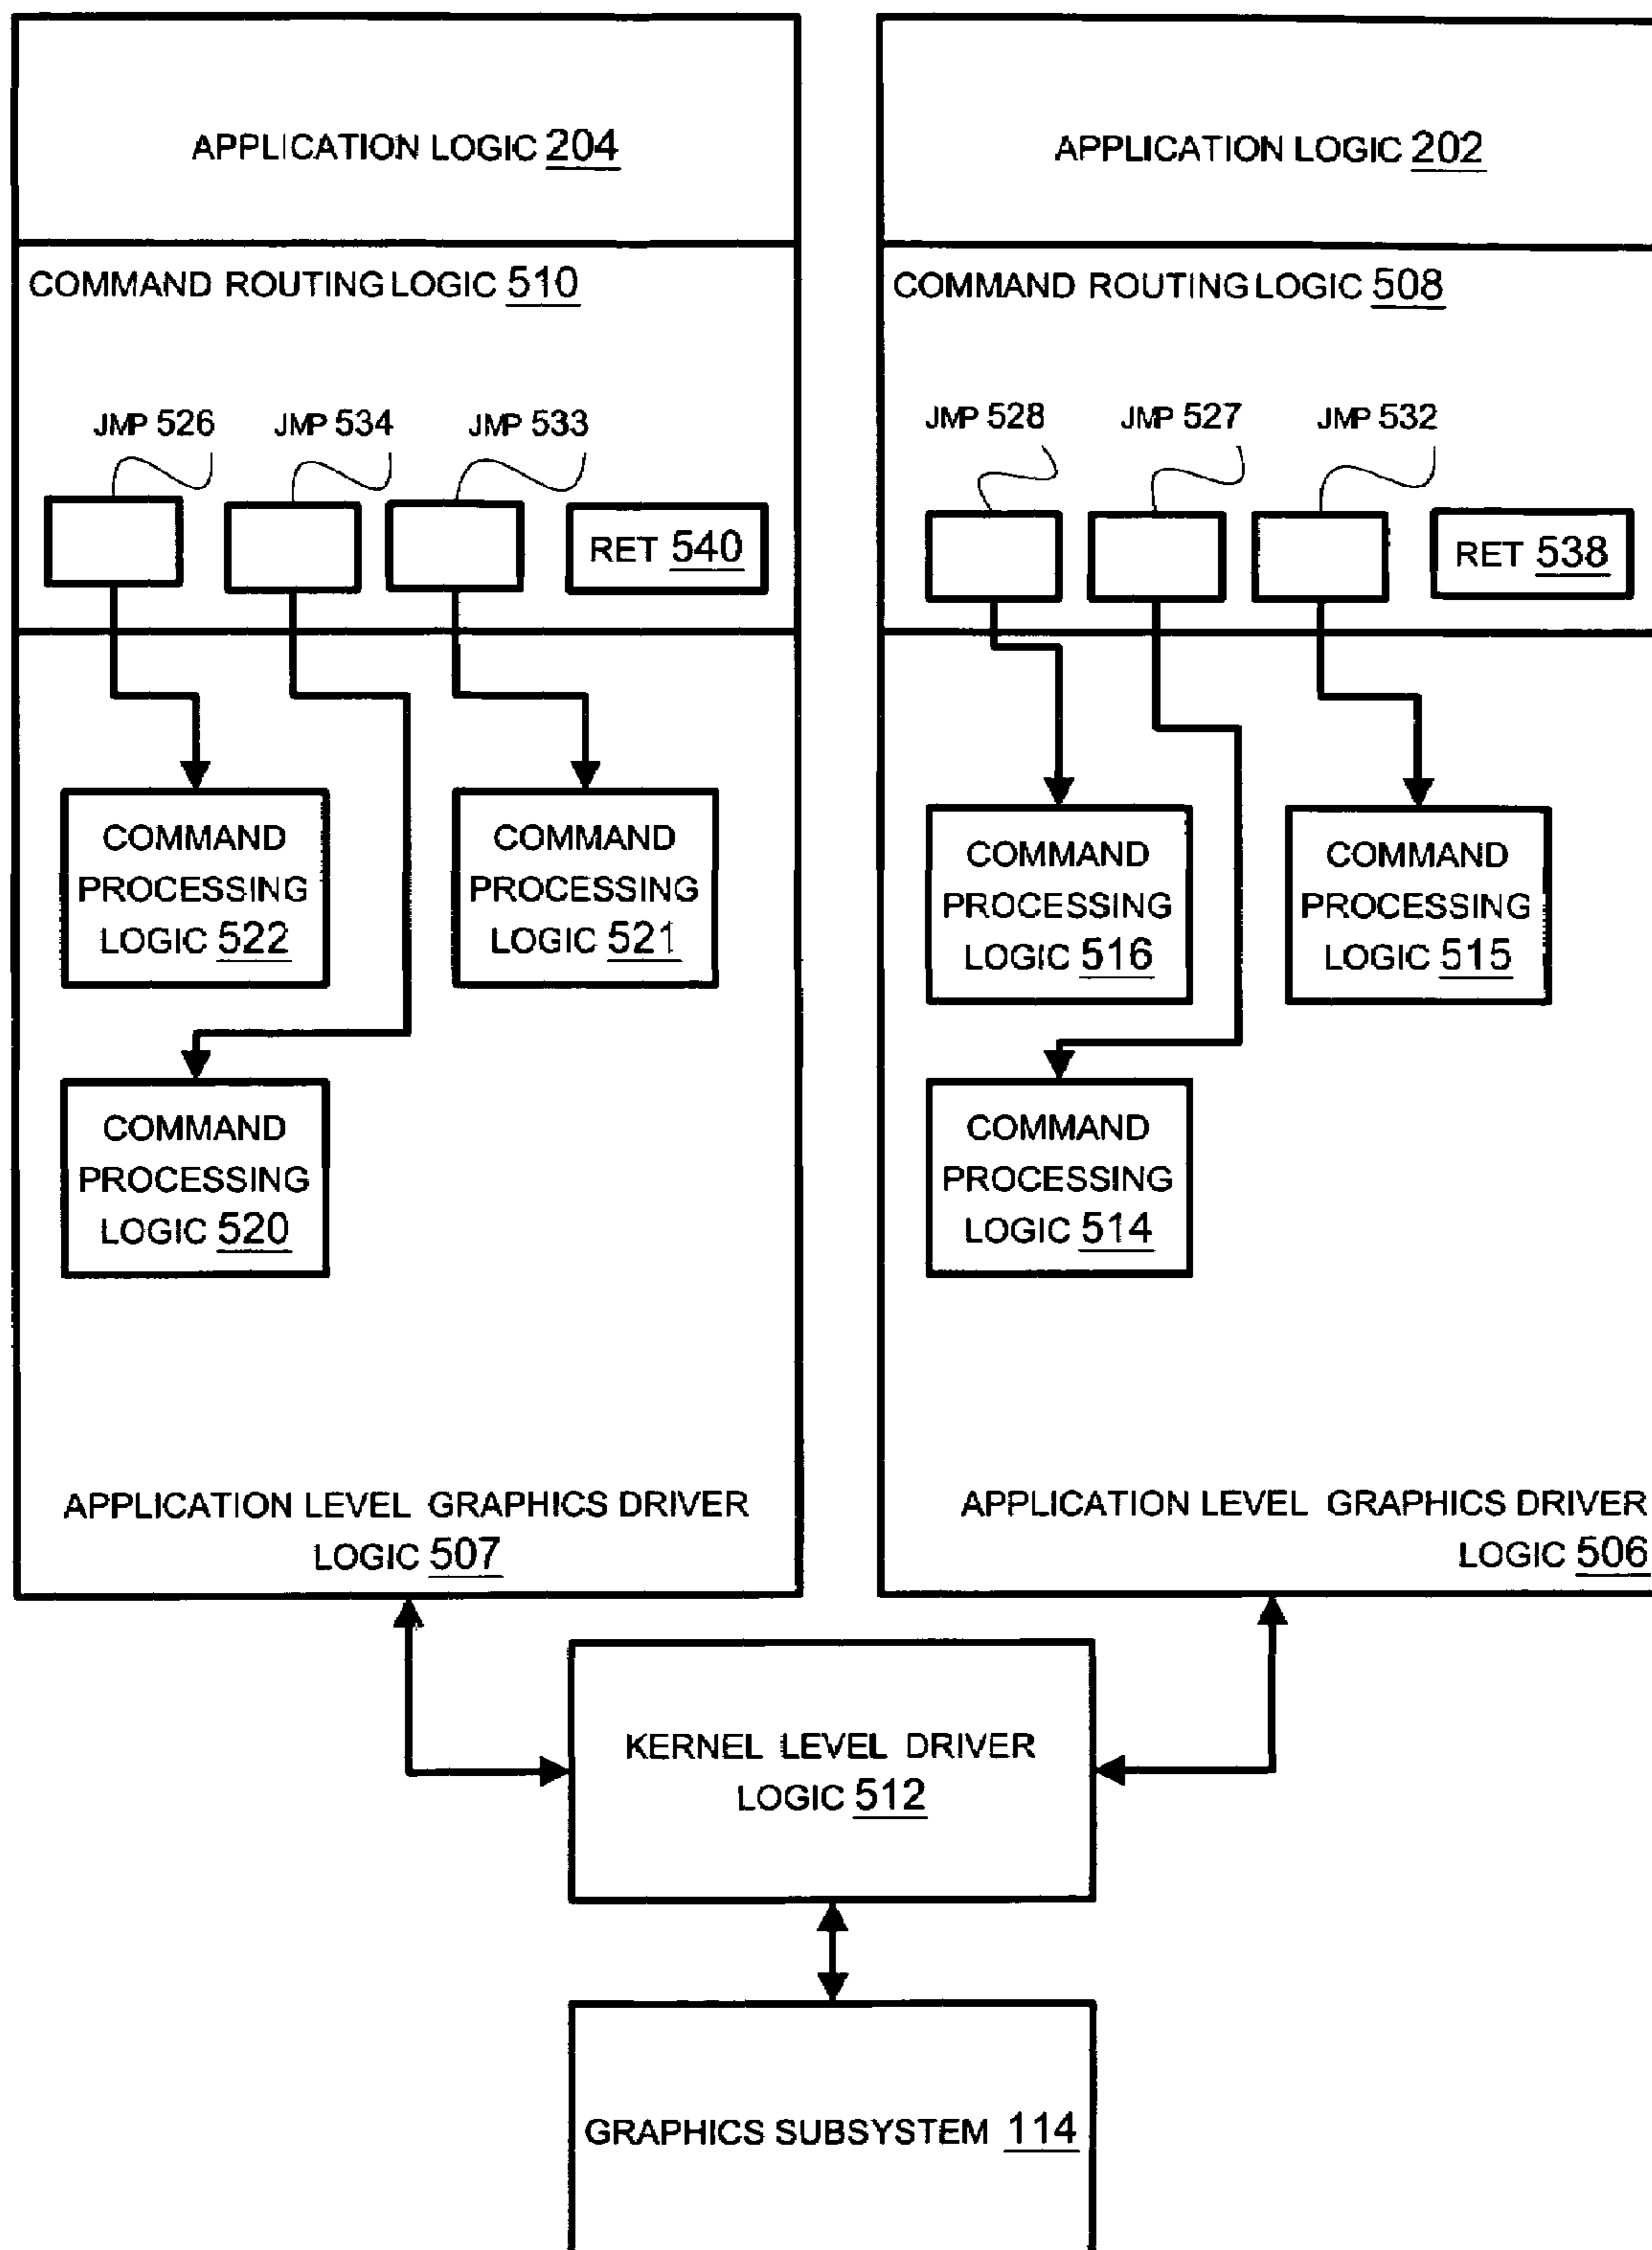 APPLICATION LOGIC 204
COMMAND ROUTING LOGIC 510
JMP 526
JMP 534
JMP 533
RET 540
COMMAND
PROCESSING
LOGIC 522
COMMAND
PROCESSING
LOGIC 521
COMMAND
PROCESSING
LOGIC 520
APPLICATION LEVEL GRAPHICS DRIVER
LOGIC 507
APPLICATION LOGIC 202
COMMAND ROUTING LOGIC 508
JMP 528
JMP 527
JMP 532
RET 538
COMMAND
PROCESSING
LOGIC 516
COMMAND
PROCESSING
LOGIC 515
COMMAND
PROCESSING
LOGIC 514
APPLICATION LEVEL GRAPHICS DRIVER
LOGIC 506
KERNEL LEVEL DRIVER
LOGIC 512
GRAPHICS SUBSYSTEM 114